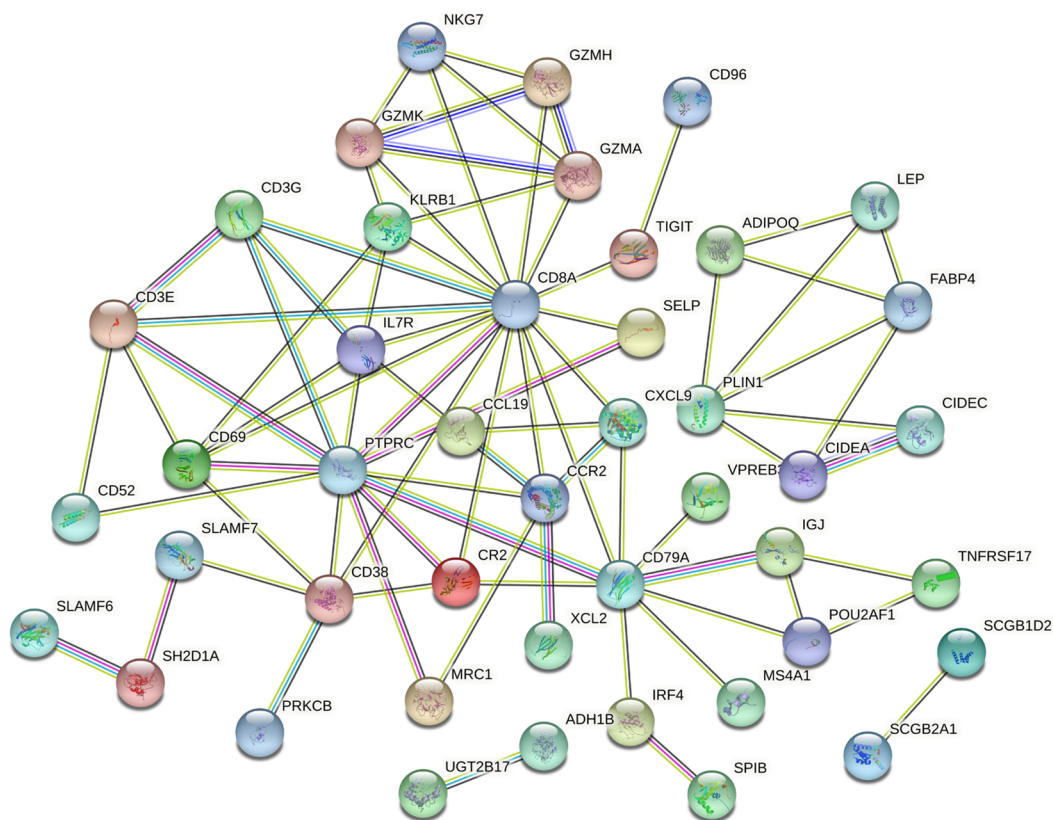 NKG7
GZMH
CD96
GZMK
GZMA
LEP
CD3G
KLRB1
TIGIT
ADIPOQ
CD8A
FABP4
CD3E
SELP
IL7R
PLIN1
CXCL9
CCL19
CIDEC
CD69
PTPRC
CIDEA
CCR2
VPREB3
CD52
SLAMF7
IGJ
CR2
CD79A
TNFRSF17
CD38
SLAMF6
XCL2
POU2AF1
SCGB1D2
SH2D1A
MRC1
MS4A1
PRKCB
IRF4
ADH1B
SCGB2A1
UGT2B17
SPIB